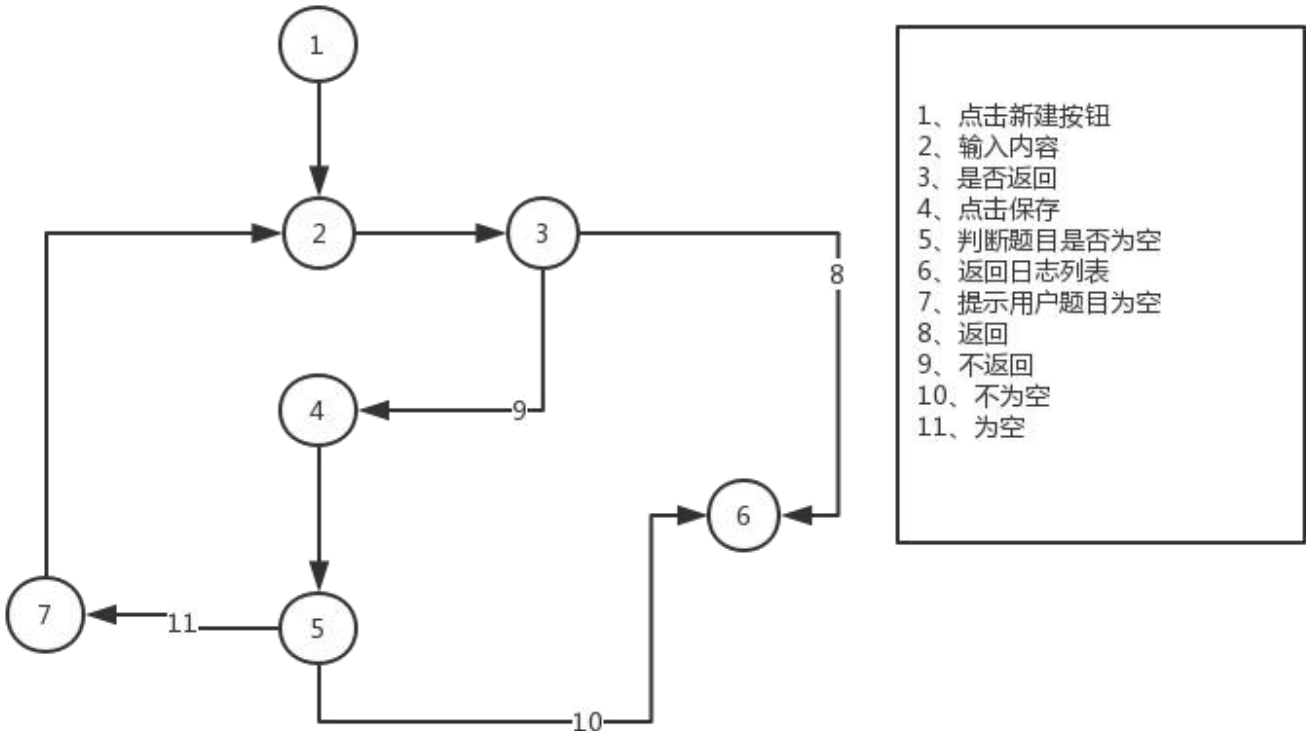 1
2
3
8
4
9
6
7
11
5
10
1、点击新建按钮
2、输入内容
3、是否返回
4、点击保存
5、判断题目是否为空
6、返回日志列表
7、提示用户题目为空
8、返回
9、不返回
10、不为空
11、为空